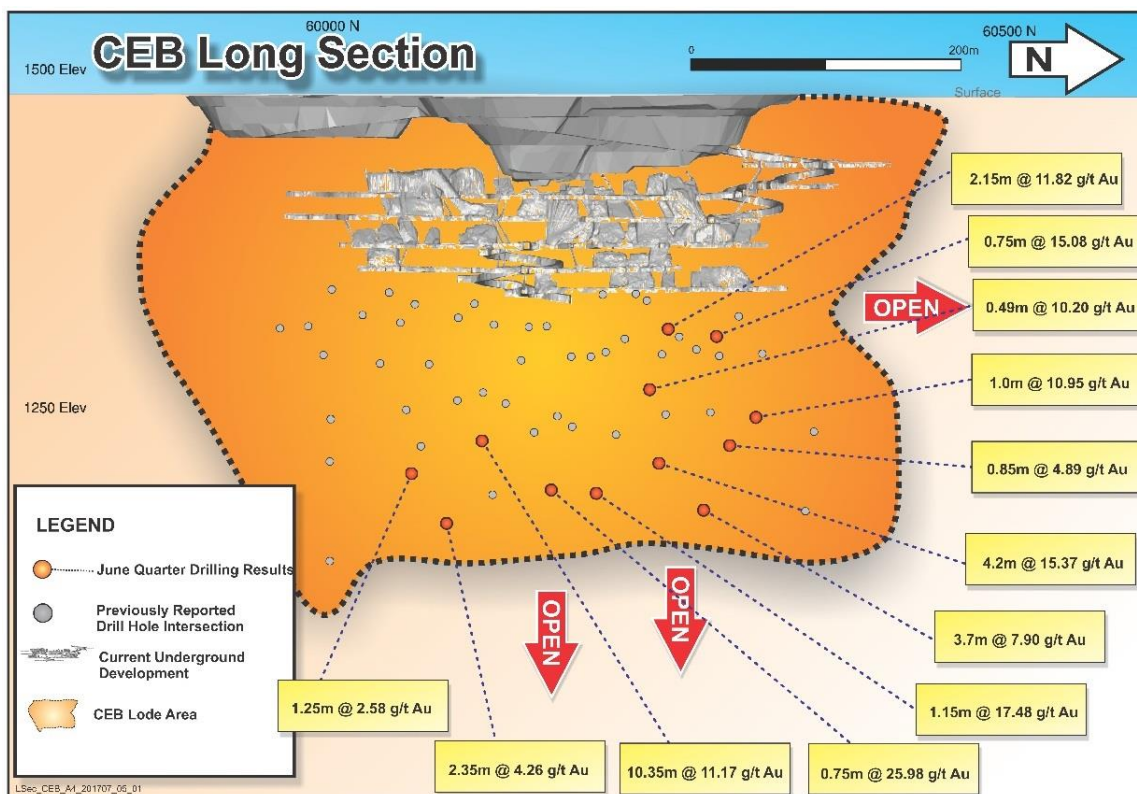 60000 N
CEB Long Section
0
200m
60500 N
N
1500 Elev
Surface
2.15m @ 11.82 g/t Au
0.75m @ 15.08 g/t Au
OPEN
0.49m @ 10.20 g/t Au
1.0m @ 10.95 g/t Au
1250 Elev
0.85m @ 4.89 g/t Au
4.2m @ 15.37 g/t Au
OPEN
OPEN
3.7m @ 7.90 g/t Au
1.15m @ 17.48 g/t Au
1.25m @ 2.58 g/t Au
2.35m @ 4.26 g/t Au
10.35m @ 11.17 g/t Au
0.75m @ 25.98 g/t Au
LEGEND
June Quarter Drilling Results
Previously Reported
Drill Hole Intersection
Current Underground
Development
CEB Lode Area
LSec_CEB_A4_201707_05_01